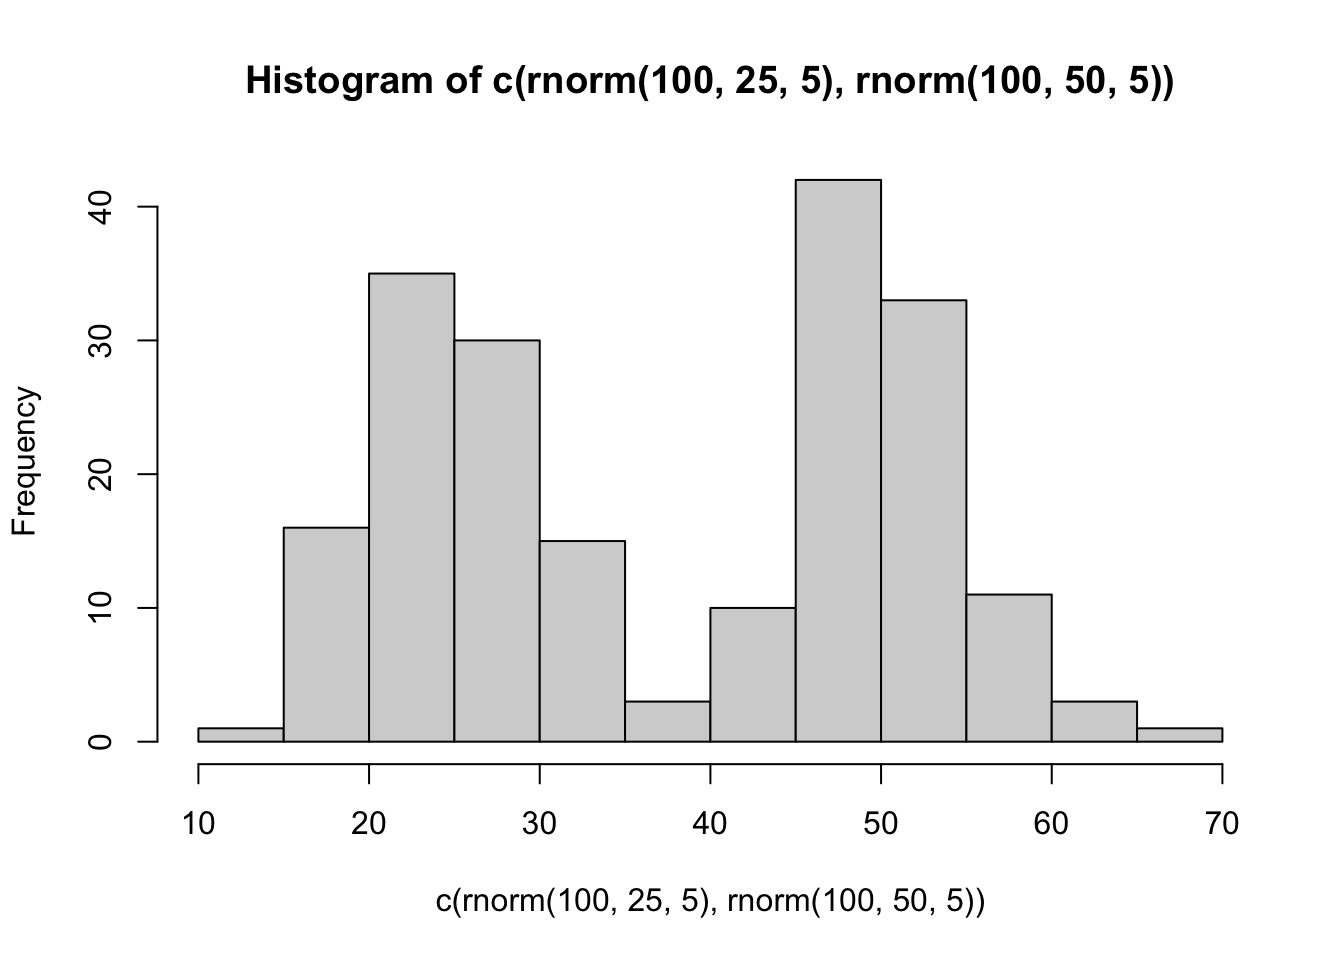 Histogram of c(rnorm(100, 25, 5), rnorm(100, 50, 5))
Frequency
40
30
20
10
0
10 20 30 40 50 60 70
c(rnorm(100, 25, 5), rnorm(100, 50, 5))